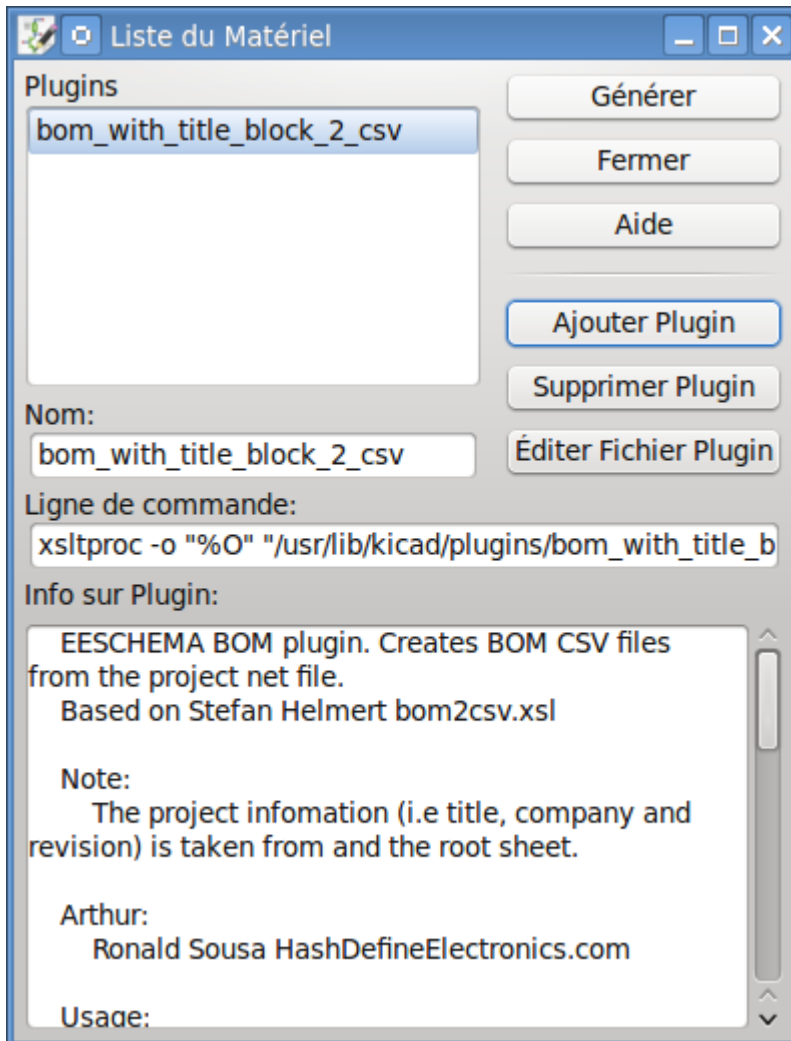 Liste du Matériel
Plugins
bom_with_title_block_2_csv
Générer
Fermer
Aide
Ajouter Plugin
Supprimer Plugin
Éditer Fichier Plugin
Nom:
bom_with_title_block_2_csv
Ligne de commande:
xsltproc -o "%O" "/usr/lib/kicad/plugins/bom_with_title_b
Info sur Plugin:
EESCHEMA BOM plugin. Creates BOM CSV files
from the project net file.
Based on Stefan Helmert bom2csv.xsl
Note:
The project infomation (i.e title, company and
revision) is taken from and the root sheet.
Arthur:
Ronald Sousa HashDefineElectronics.com
Usage: